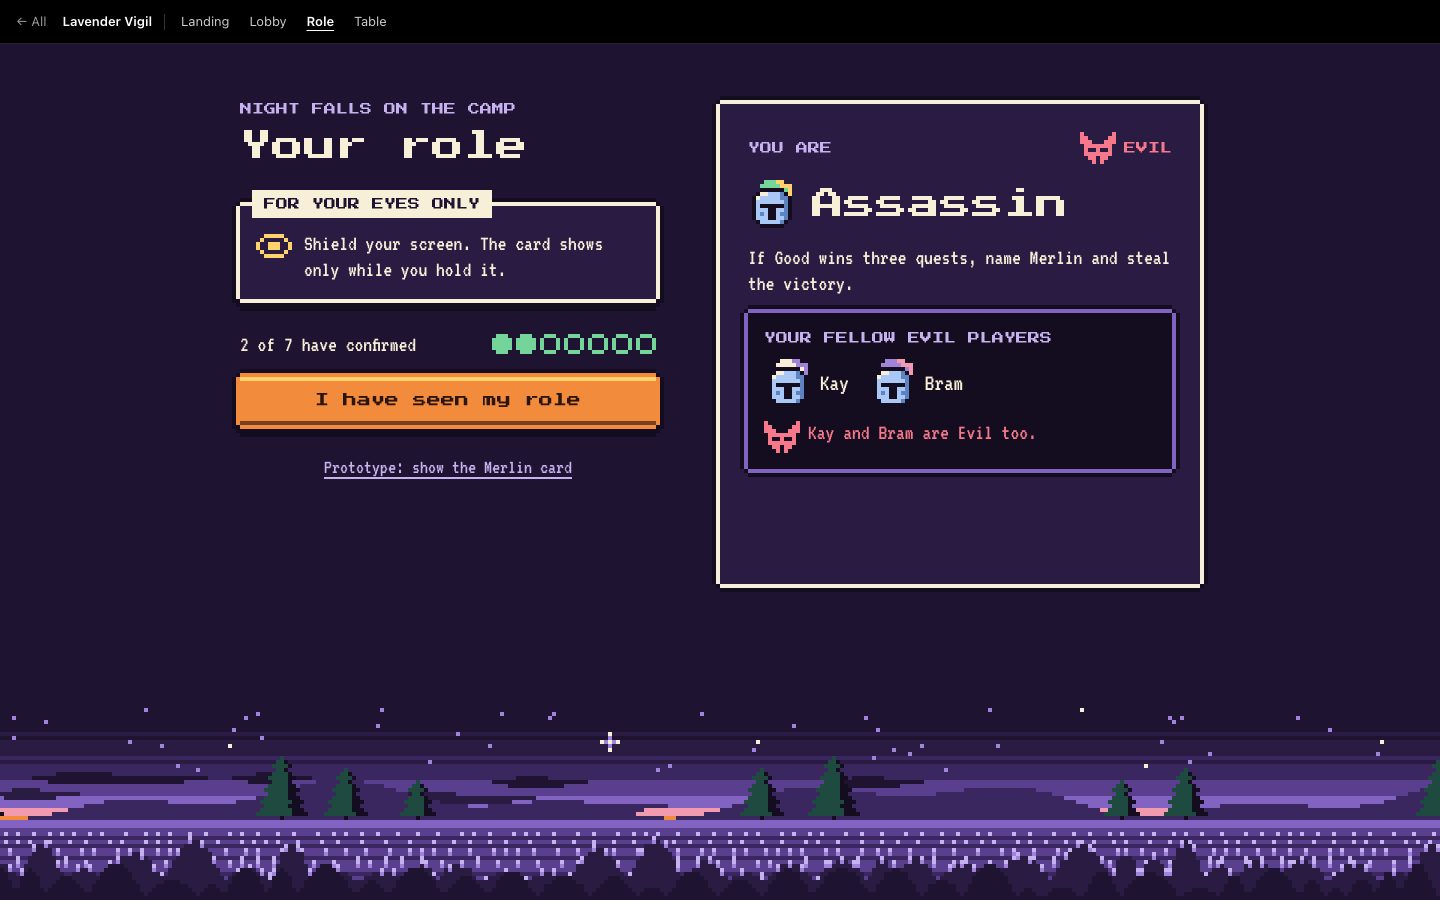 ← All Lavender Vigil Landing Lobby Role Table
NIGHT FALLS ON THE CAMP
Your role
FOR YOUR EYES ONLY
Shield your screen. The card shows
only while you hold it.
2 of 7 have confirmed
I have seen my role
Prototype: show the Merlin card
YOU ARE
EVIL
Assassin
If Good wins three quests, name Merlin and steal
the victory.
YOUR FELLOW EVIL PLAYERS
Kay Bram
Kay and Bram are Evil too.